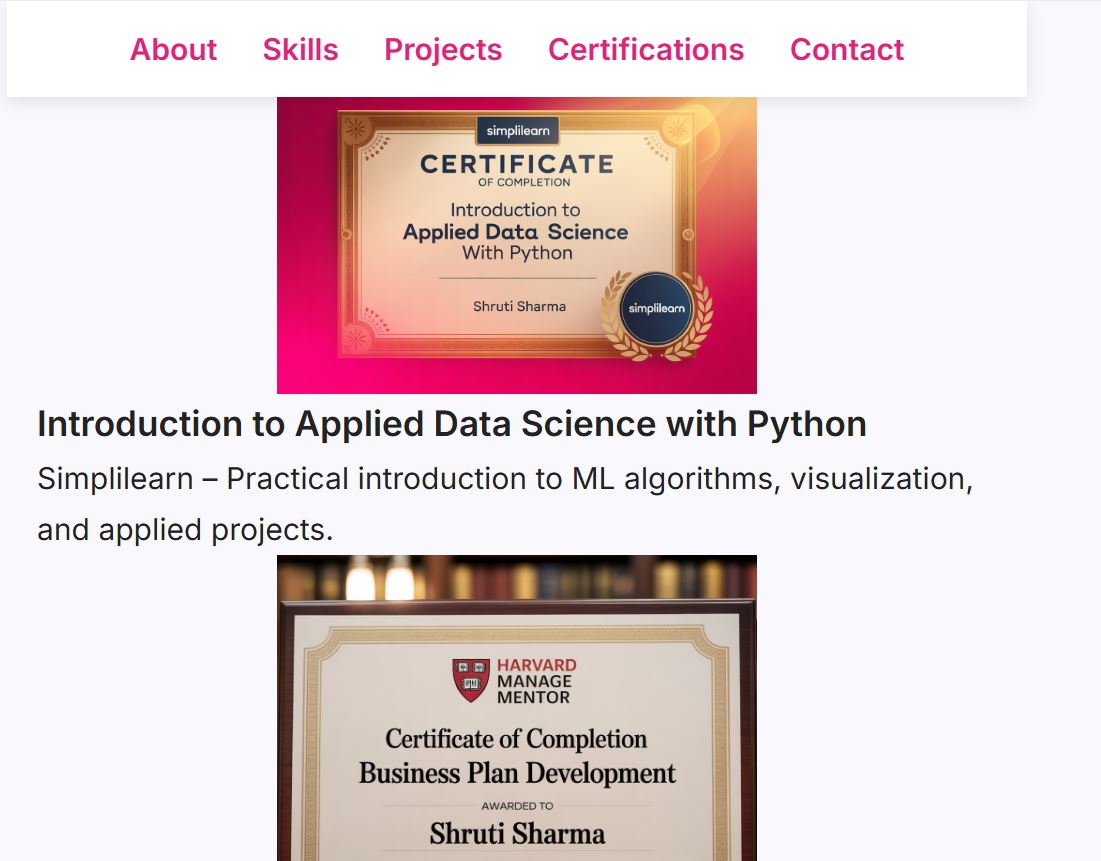 About Skills Projects Certifications Contact
simplilearn
CERTIFICATE
OF COMPLETION
Introduction to
Applied Data Science
With Python
Shruti Sharma
simplilearn
Introduction to Applied Data Science with Python
Simplilearn – Practical introduction to ML algorithms, visualization,
and applied projects.
HARVARD
MANAGE
MENTOR
Certificate of Completion
Business Plan Development
AWARDED TO
Shruti Sharma